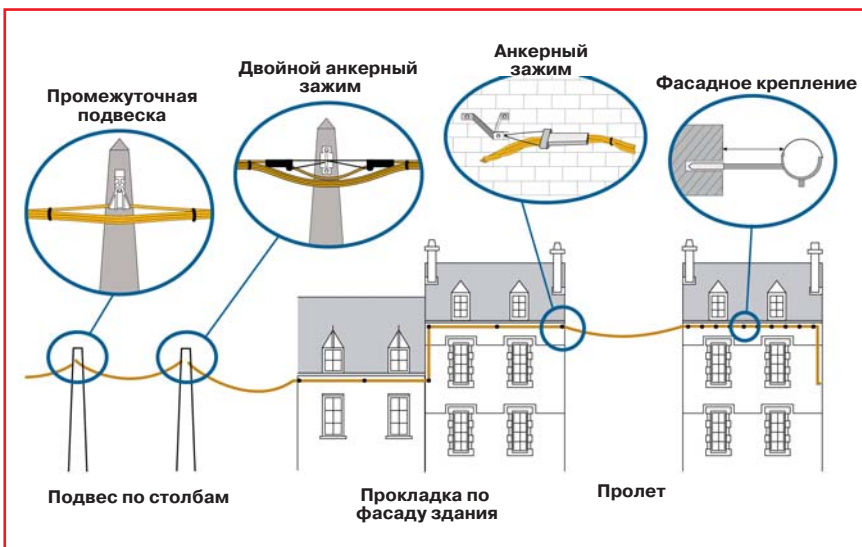 Промежуточная
подвеска
Двойной анкерный
зажим
Анкерный
зажим
Фасадное крепление
Подвес по столбам
Прокладка по
фасаду здания
Пролет